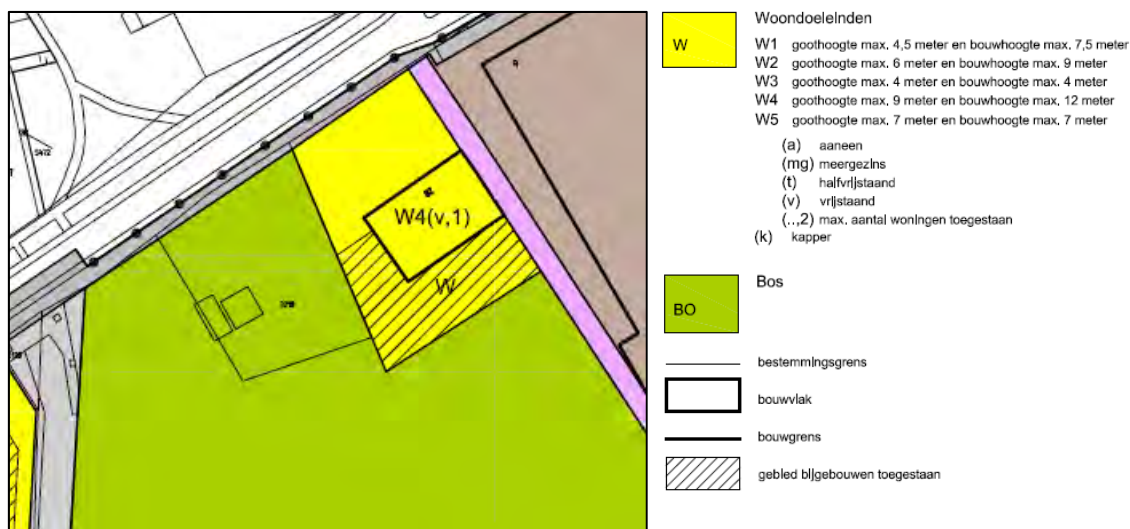 W4(v,1)
W
W
Woondoeleinden
W1 goothoogte max. 4,5 meter en bouwhoogte max. 7,5 meter
W2 goothoogte max. 6 meter en bouwhoogte max. 9 meter
W3 goothoogte max. 4 meter en bouwhoogte max. 4 meter
W4 goothoogte max. 9 meter en bouwhoogte max. 12 meter
W5 goothoogte max. 7 meter en bouwhoogte max. 7 meter
(a) aaneen
(mg) meergezins
(t) halfvrijstaand
(v) vrijstaand
(..,2) max. aantal woningen toegestaan
(k) kapper
BO
Bos
bestemmingsgrens
bouwvlak
bouwgrens
gebied bijgebouwen toegestaan